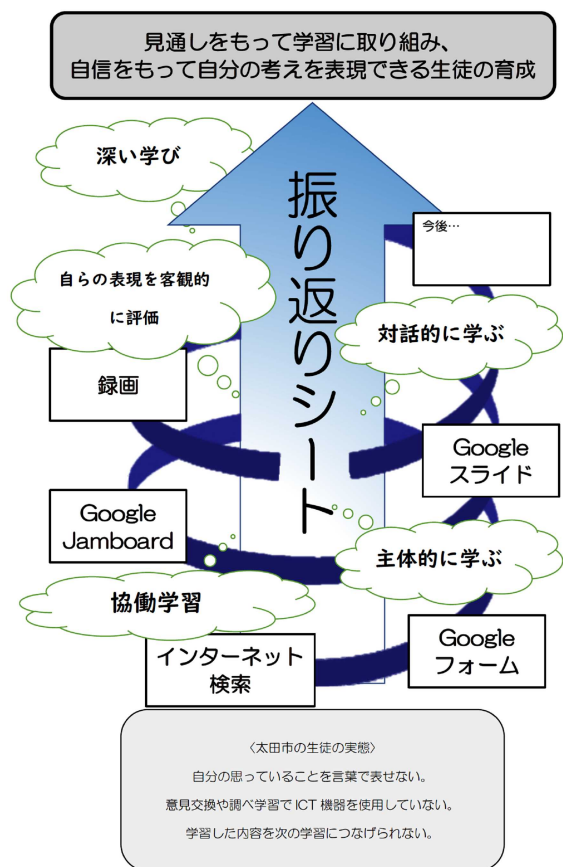 見通しをもって学習に取り組み、
自信をもって自分の考えを表現できる生徒の育成
深い学び
振り返りシート
今後…
自らの表現を客観的
に評価
対話的に学ぶ
録画
Google
スライド
Google
Jamboard
主体的に学ぶ
協働学習
Google
フォーム
インターネット
検索
〈太田市の生徒の実態〉
自分の思っていることを言葉で表せない。
意見交換や調べ学習で ICT 機器を使用していない。
学習した内容を次の学習につなげられない。